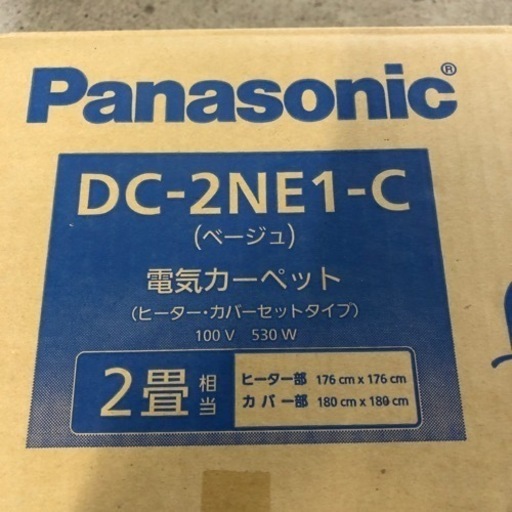 Panasonic®
DC-2NE1-C
(ベージュ)
電気カーペット
(ヒーター・カバーセットタイプ)
100 V 530 W
2畳相当
ヒーター部 176 cm x 176 cm
カバー部 180 cm x 180 cm